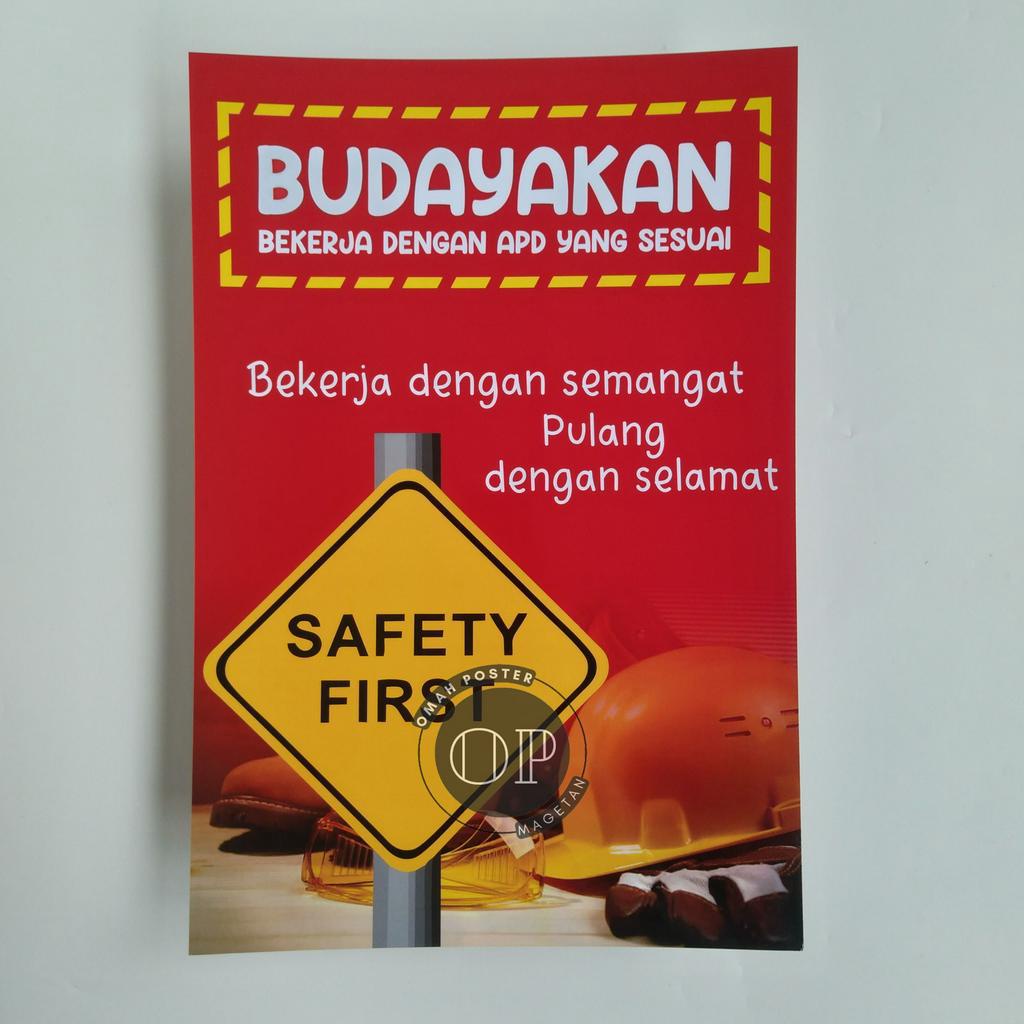 BUDAYAKAN
BEKERJA DENGAN APD YANG SESUAI
Bekerja dengan semangat
Pulang
dengan selamat
SAFETY
FIRST
OMAH POSTER
OP
MAGETAN